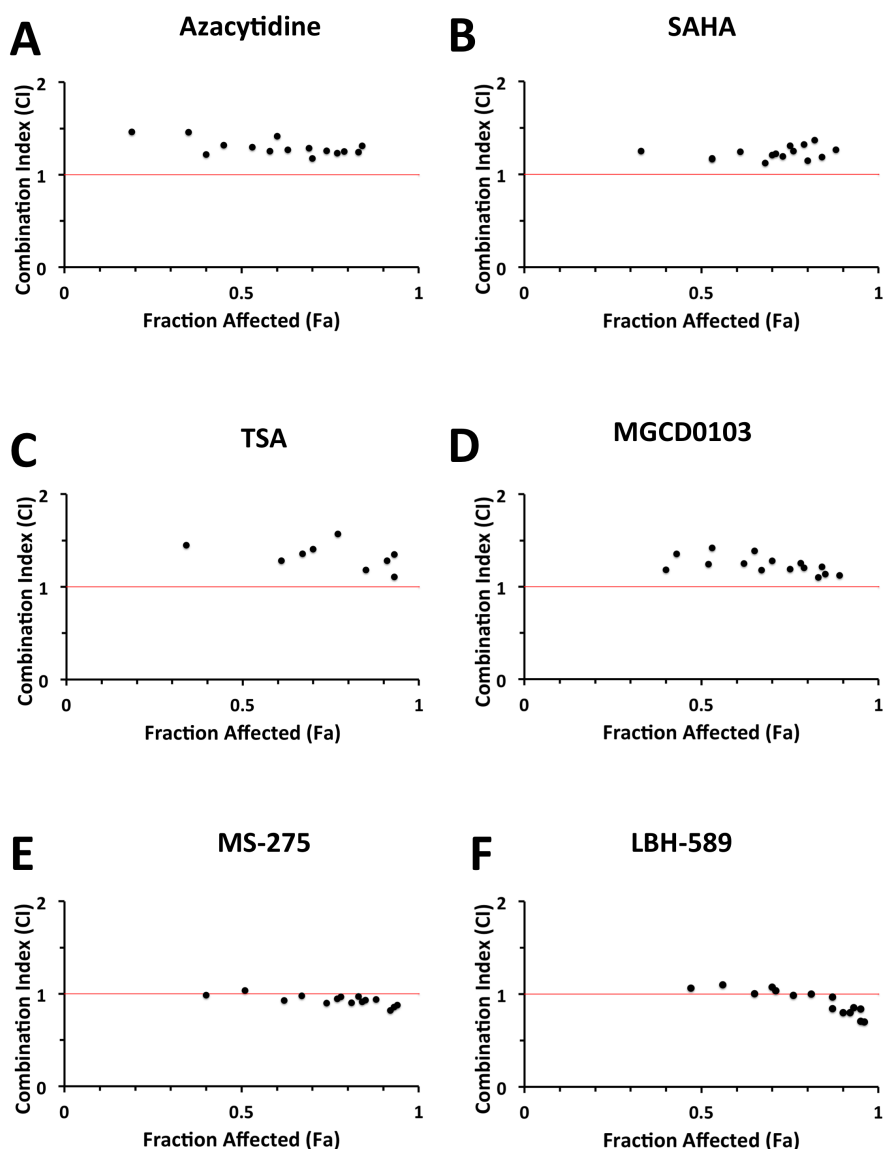 A
Azacytidine
Combination Index (CI)
2
1
0
0
0.5
1
Fraction Affected (Fa)
B
SAHA
Combination Index (CI)
2
1
0
0
0.5
1
Fraction Affected (Fa)
C
TSA
Combination Index (CI)
2
1
0
0
0.5
1
Fraction Affected (Fa)
D
MGCD0103
Combination Index (CI)
2
1
0
0
0.5
1
Fraction Affected (Fa)
E
MS-275
Combination Index (CI)
2
1
0
0
0.5
1
Fraction Affected (Fa)
F
LBH-589
Combination Index (CI)
2
1
0
0
0.5
1
Fraction Affected (Fa)